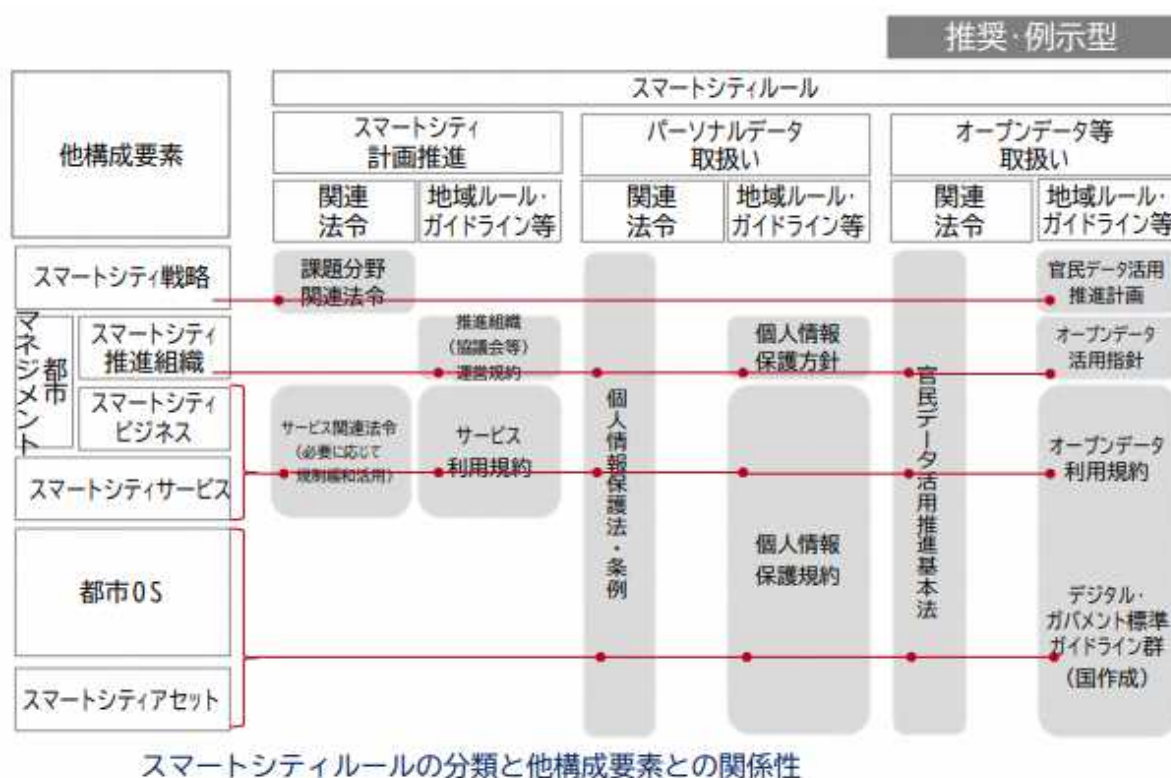 推奨・例示型
他構成要素
スマートシティルール
スマートシティ
計画推進
パーソナルデータ
取扱い
オープンデータ等
取扱い
関連
法令
地域ルール・
ガイドライン等
関連
法令
地域ルール・
ガイドライン等
関連
法令
地域ルール・
ガイドライン等
スマートシティ戦略
課題分野
関連法令
官民データ活用
推進計画
都市
マネジメント
スマートシティ
推進組織
推進組織
(協議会等)
運営規約
個人情報
保護方針
オープンデータ
活用指針
スマートシティ
ビジネス
スマートシティサービス
サービス関連法令
(必要に応じて
規制緩和活用)
サービス
利用規約
個人情報保護法・条例
官民データ活用推進基本法
オープンデータ
利用規約
都市OS
個人情報
保護規約
デジタル・
ガバメント標準
ガイドライン群
(国作成)
スマートシティアセット
スマートシティルールの分類と他構成要素との関係性